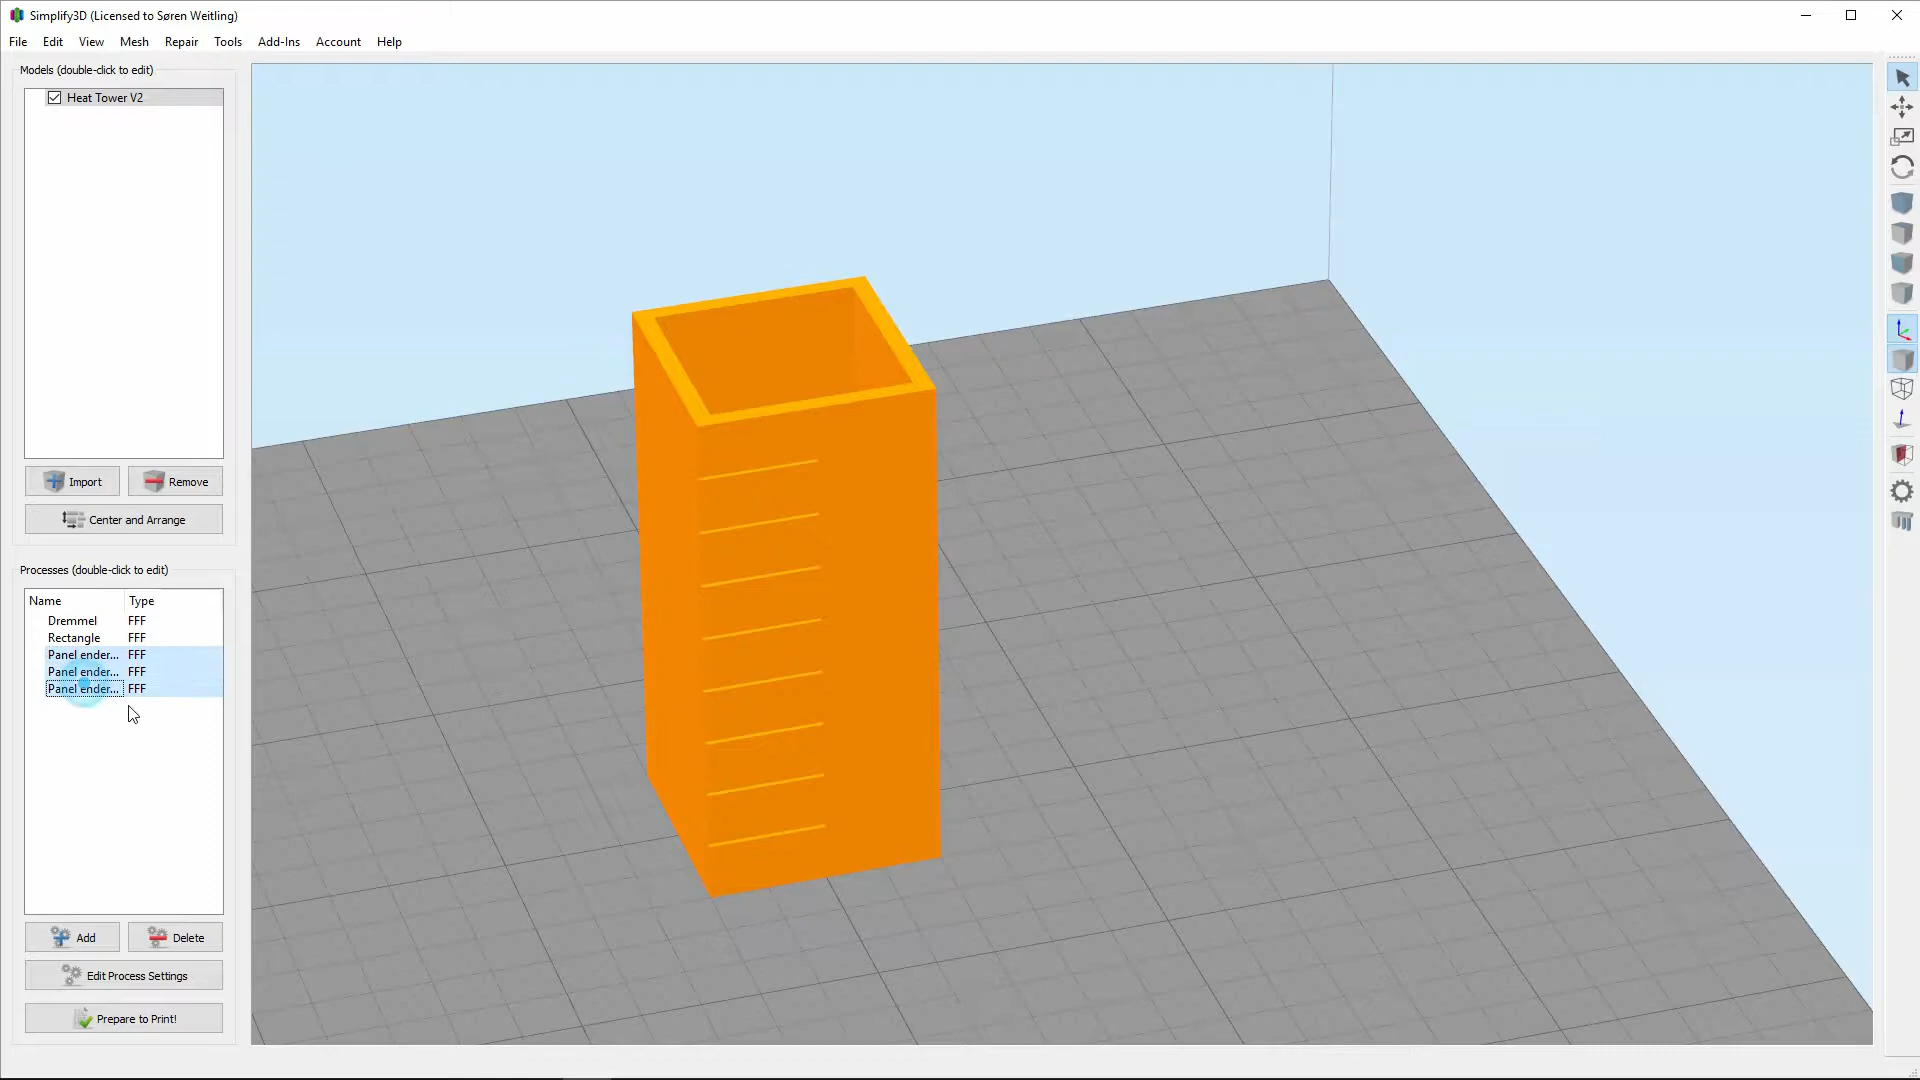 Simplify3D (Licensed to Søren Weitling)
File Edit View Mesh Repair Tools Add-Ins Account Help
Models (double-click to edit)
Heat Tower V2
Import Remove
Center and Arrange
Processes (double-click to edit)
Name Type
Dremmel FFF
Rectangle FFF
Panel ender... FFF
Panel ender... FFF
Panel ender... FFF
Add Delete
Edit Process Settings
Prepare to Print!